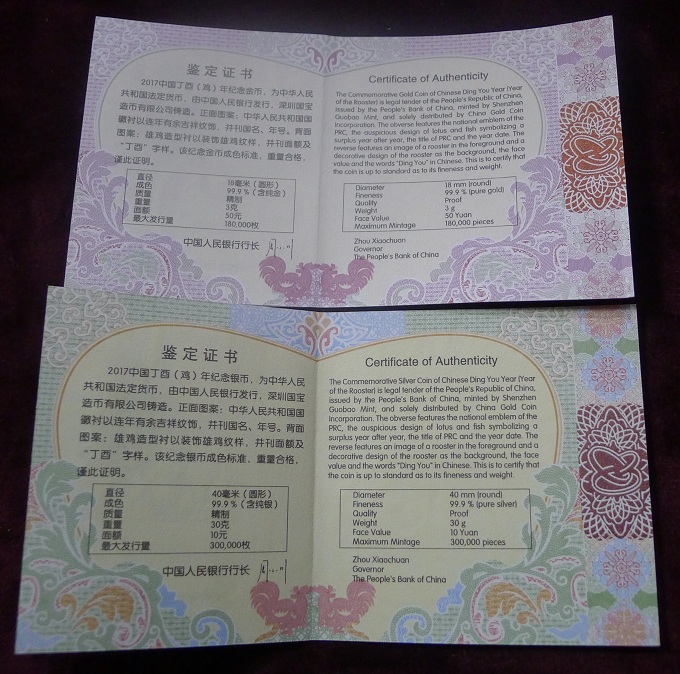 鉴定证书
2017中国丁酉（鸡）年纪念金币，为中华人民
共和国法定货币，由中国人民银行发行，深圳国宝
造币有限公司铸造。正面图案：中华人民共和国国
徽衬以连年有余吉祥纹饰，并刊国名、年号。背面
图案：雄鸡造型衬以装饰雄鸡纹样，并刊面额及
“丁酉”字样。该纪念金币成色标准，重量合格，
谨此证明。
直径 18毫米（圆形）
成色 99.9％（含纯金）
质量 精制
重量 3克
面额 50元
最大发行量 180,000枚
中国人民银行行长
Certificate of Authenticity
The Commemorative Gold Coin of Chinese Ding You Year (Year
of the Rooster) is legal tender of the People's Republic of China,
issued by the People's Bank of China, minted by Shenzhen
Guobao Mint, and solely distributed by China Gold Coin
Incorporation. The obverse features the national emblem of the
PRC, the auspicious design of lotus and fish symbolizing a
surplus year after year, the title of PRC and the year date. The
reverse features an image of a rooster in the foreground and a
decorative design of the rooster as the background, the face
value and the words "Ding You" in Chinese. This is to certify that
the coin is up to standard as to its fineness and weight.
Diameter 18 mm (round)
Fineness 99.9 % (pure gold)
Quality Proof
Weight 3 g
Face Value 50 Yuan
Maximum Mintage 180,000 pieces
Zhou Xiaochuan
Governor
The People's Bank of China
鉴定证书
2017中国丁酉（鸡）年纪念银币，为中华人民
共和国法定货币，由中国人民银行发行，深圳国宝
造币有限公司铸造。正面图案：中华人民共和国国
徽衬以连年有余吉祥纹饰，并刊国名、年号。背面
图案：雄鸡造型衬以装饰雄鸡纹样，并刊面额及
“丁酉”字样。该纪念银币成色标准，重量合格，
谨此证明。
直径 40毫米（圆形）
成色 99.9％（含纯银）
质量 精制
重量 30克
面额 10元
最大发行量 300,000枚
中国人民银行行长
Certificate of Authenticity
The Commemorative Silver Coin of Chinese Ding You Year (Year
of the Rooster) is legal tender of the People's Republic of China,
issued by the People's Bank of China, minted by Shenzhen
Guobao Mint, and solely distributed by China Gold Coin
Incorporation. The obverse features the national emblem of the
PRC, the auspicious design of lotus and fish symbolizing a
surplus year after year, the title of PRC and the year date. The
reverse features an image of a rooster in the foreground and a
decorative design of the rooster as the background, the face
value and the words "Ding You" in Chinese. This is to certify that
the coin is up to standard as to its fineness and weight.
Diameter 40 mm (round)
Fineness 99.9 % (pure silver)
Quality Proof
Weight 30 g
Face Value 10 Yuan
Maximum Mintage 300,000 pieces
Zhou Xiaochuan
Governor
The People's Bank of China